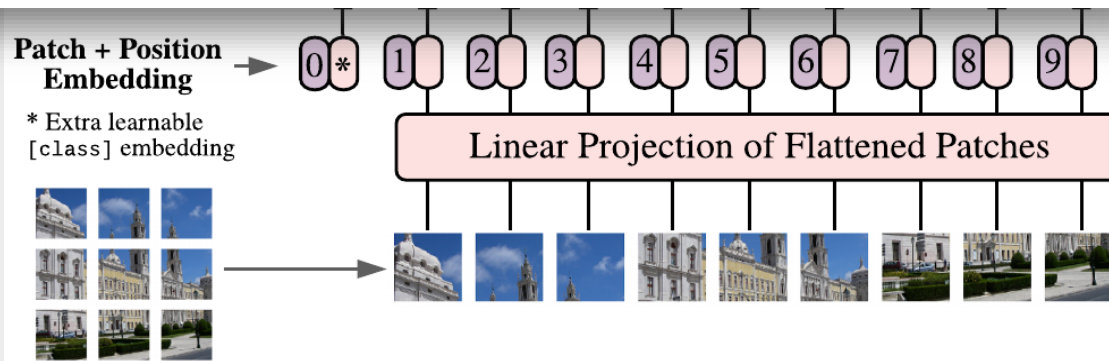 Patch + Position
Embedding
0 * 1 2 3 4 5 6 7 8 9
* Extra learnable
[class] embedding
Linear Projection of Flattened Patches